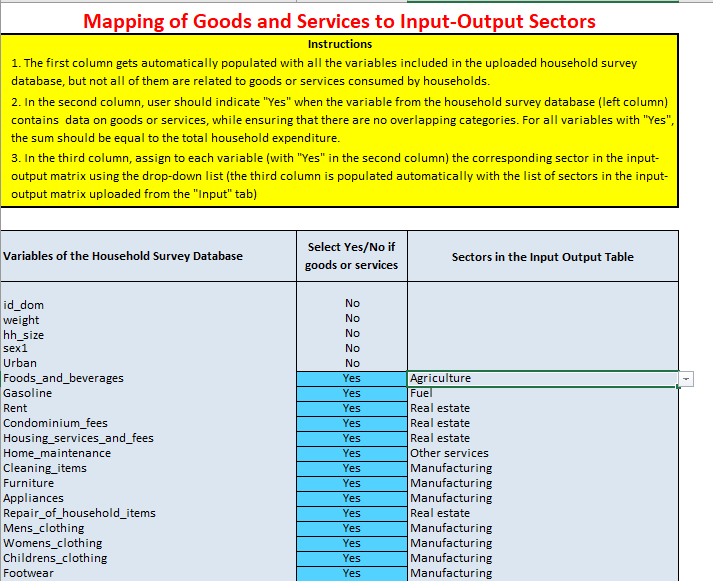 Mapping of Goods and Services to Input-Output Sectors
Instructions
1. The first column gets automatically populated with all the variables included in the uploaded household survey
database, but not all of them are related to goods or services consumed by households.
2. In the second column, user should indicate "Yes" when the variable from the household survey database (left column)
contains data on goods or services, while ensuring that there are no overlapping categories. For all variables with "Yes",
the sum should be equal to the total household expenditure.
3. In the third column, assign to each variable (with "Yes" in the second column) the corresponding sector in the input-
output matrix using the drop-down list (the third column is populated automatically with the list of sectors in the input-
output matrix uploaded from the "Input" tab)
Variables of the Household Survey Database Select Yes/No if goods or services Sectors in the Input Output Table
id_dom No
weight No
hh_size No
sex1 No
Urban No
Foods_and_beverages Yes Agriculture
Gasoline Yes Fuel
Rent Yes Real estate
Condominium_fees Yes Real estate
Housing_services_and_fees Yes Real estate
Home_maintenance Yes Other services
Cleaning_items Yes Manufacturing
Furniture Yes Manufacturing
Appliances Yes Manufacturing
Repair_of_household_items Yes Real estate
Mens_clothing Yes Manufacturing
Womens_clothing Yes Manufacturing
Childrens_clothing Yes Manufacturing
Footwear Yes Manufacturing